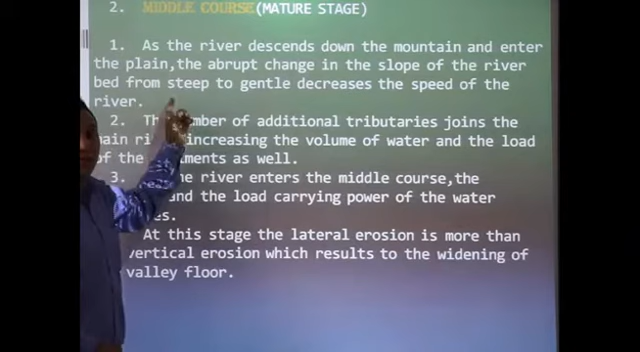 2. MIDDLE COURSE(MATURE STAGE)
1. As the river descends down the mountain and enter
the plain,the abrupt change in the slope of the river
bed from steep to gentle decreases the speed of the
river.
2. mber of additional tributaries joins the
ain ri increasing the volume of water and the load
of the iments as well.
3. he river enters the middle course,the
and the load carrying power of the water
es.
At this stage the lateral erosion is more than
vertical erosion which results to the widening of
valley floor.